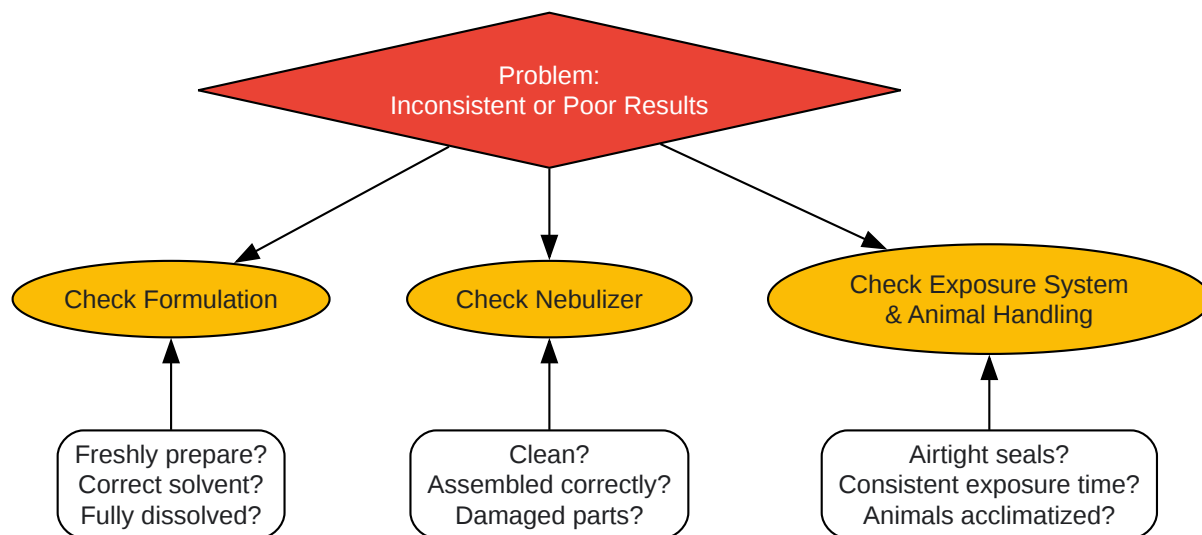 Problem:
Inconsistent or Poor Results
Check Formulation
Check Nebulizer
Check Exposure System
& Animal Handling
Freshly prepare?
Correct solvent?
Fully dissolved?
Clean?
Assembled correctly?
Damaged parts?
Airtight seals?
Consistent exposure time?
Animals acclimatized?